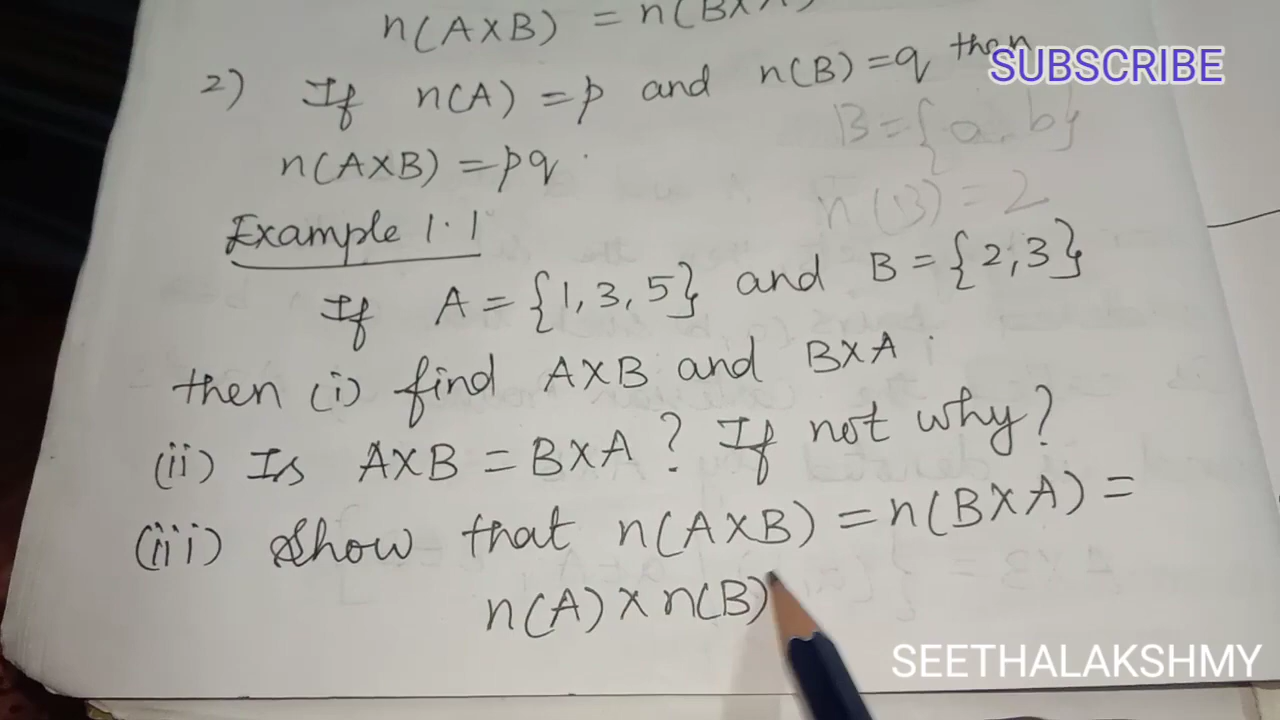 n(A×B) = n(B×A)
2) If n(A) = p and n(B) = q then
SUBSCRIBE
n(A×B) = pq.
B = {a, b}
n(B) = 2
Example 1.1
If A = {1, 3, 5} and B = {2, 3}
then (i) find A×B and B×A.
(ii) Is A×B = B×A? If not why?
(iii) Show that n(A×B) = n(B×A) =
n(A) × n(B)
SEETHALAKSHMY